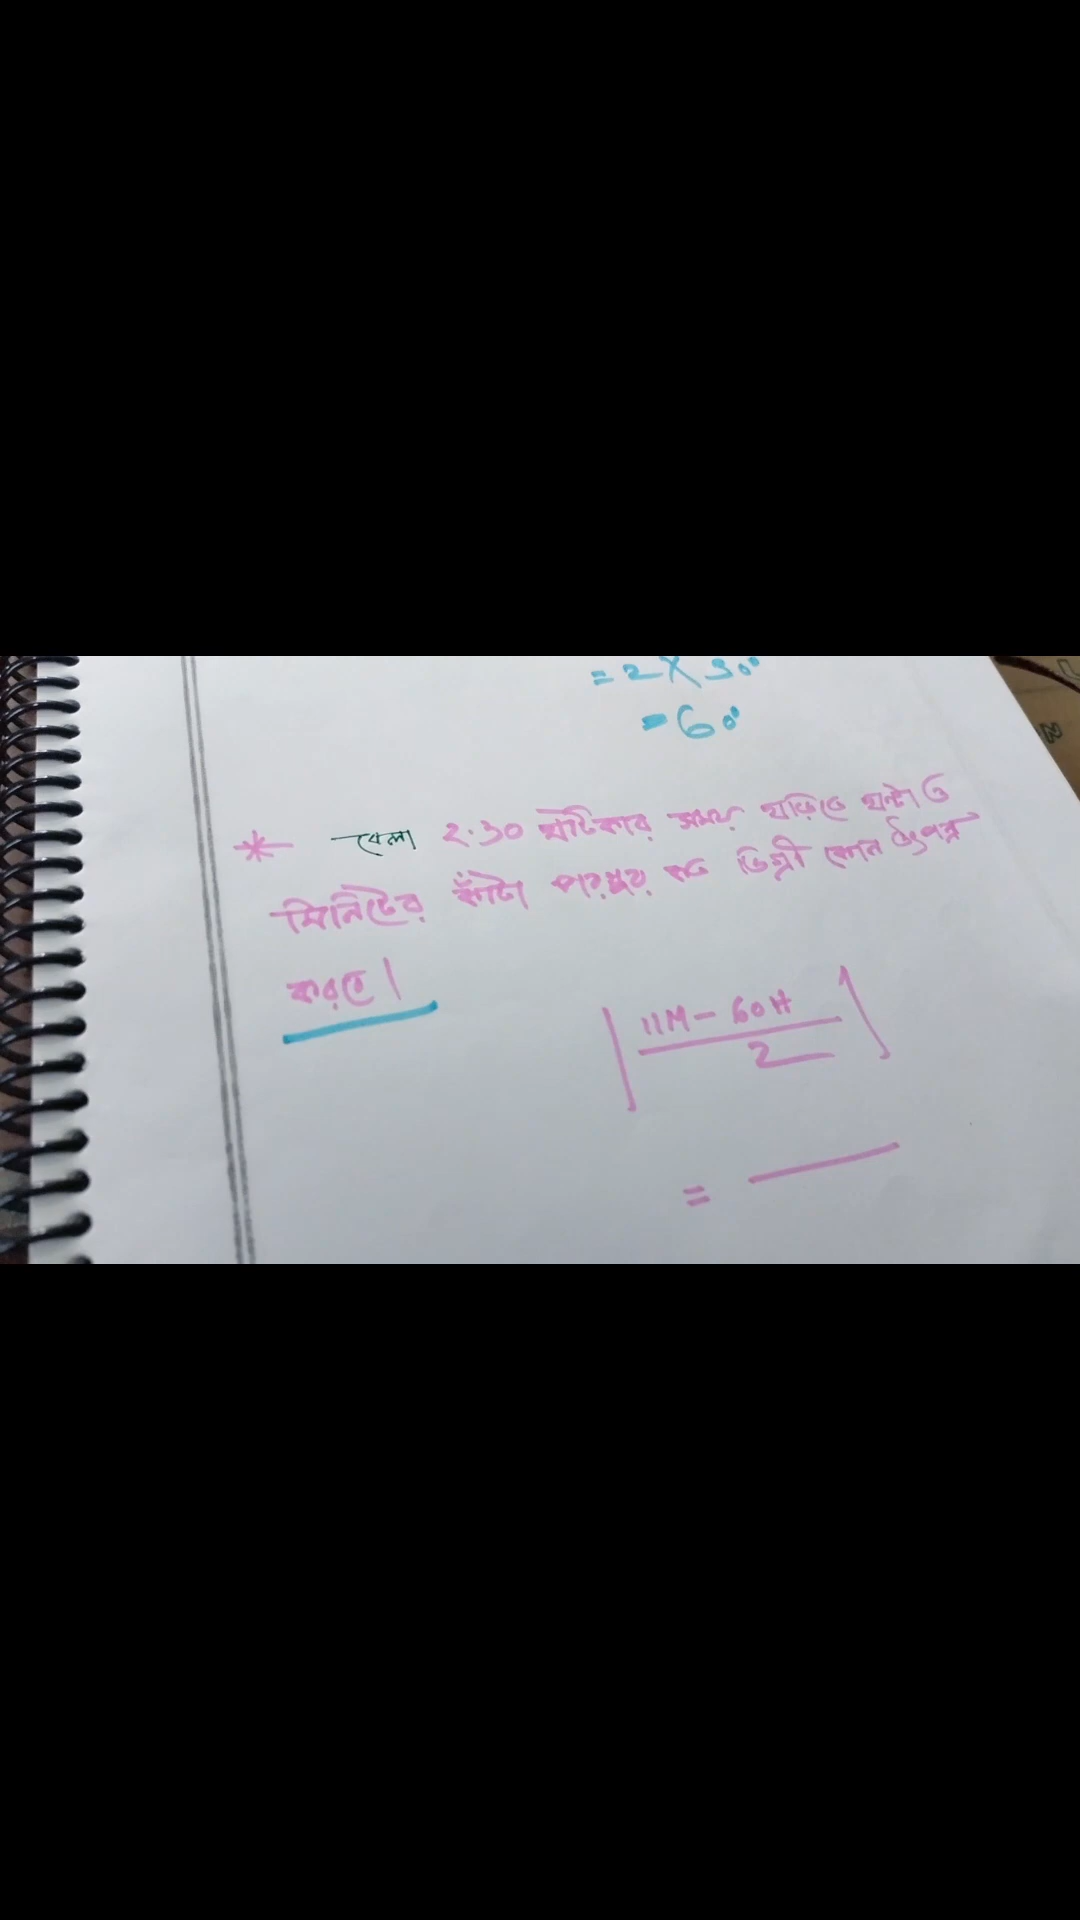 = 2 X 30°
= 60°
* বেলা 2.30 ঘটিকার সময় ঘড়িতে ঘন্টা ও
মিনিটের কাঁটা পরস্পর কত ডিগ্রী কোন উৎপন্ন
করবে।
| 11M - 60H / 2 |
=